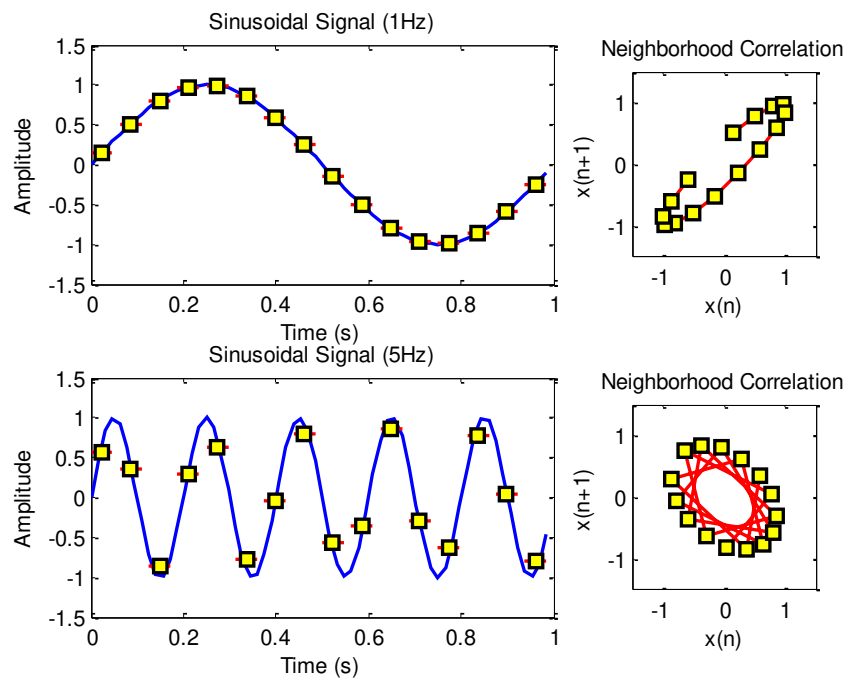 Sinusoidal Signal (1Hz)
1.5
1
0.5
0
-0.5
-1
-1.5
Amplitude
0 0.2 0.4 0.6 0.8 1
Time (s)
Neighborhood Correlation
1
0
-1
x(n+1)
-1 0 1
x(n)
Sinusoidal Signal (5Hz)
1.5
1
0.5
0
-0.5
-1
-1.5
Amplitude
0 0.2 0.4 0.6 0.8 1
Time (s)
Neighborhood Correlation
1
0
-1
x(n+1)
-1 0 1
x(n)